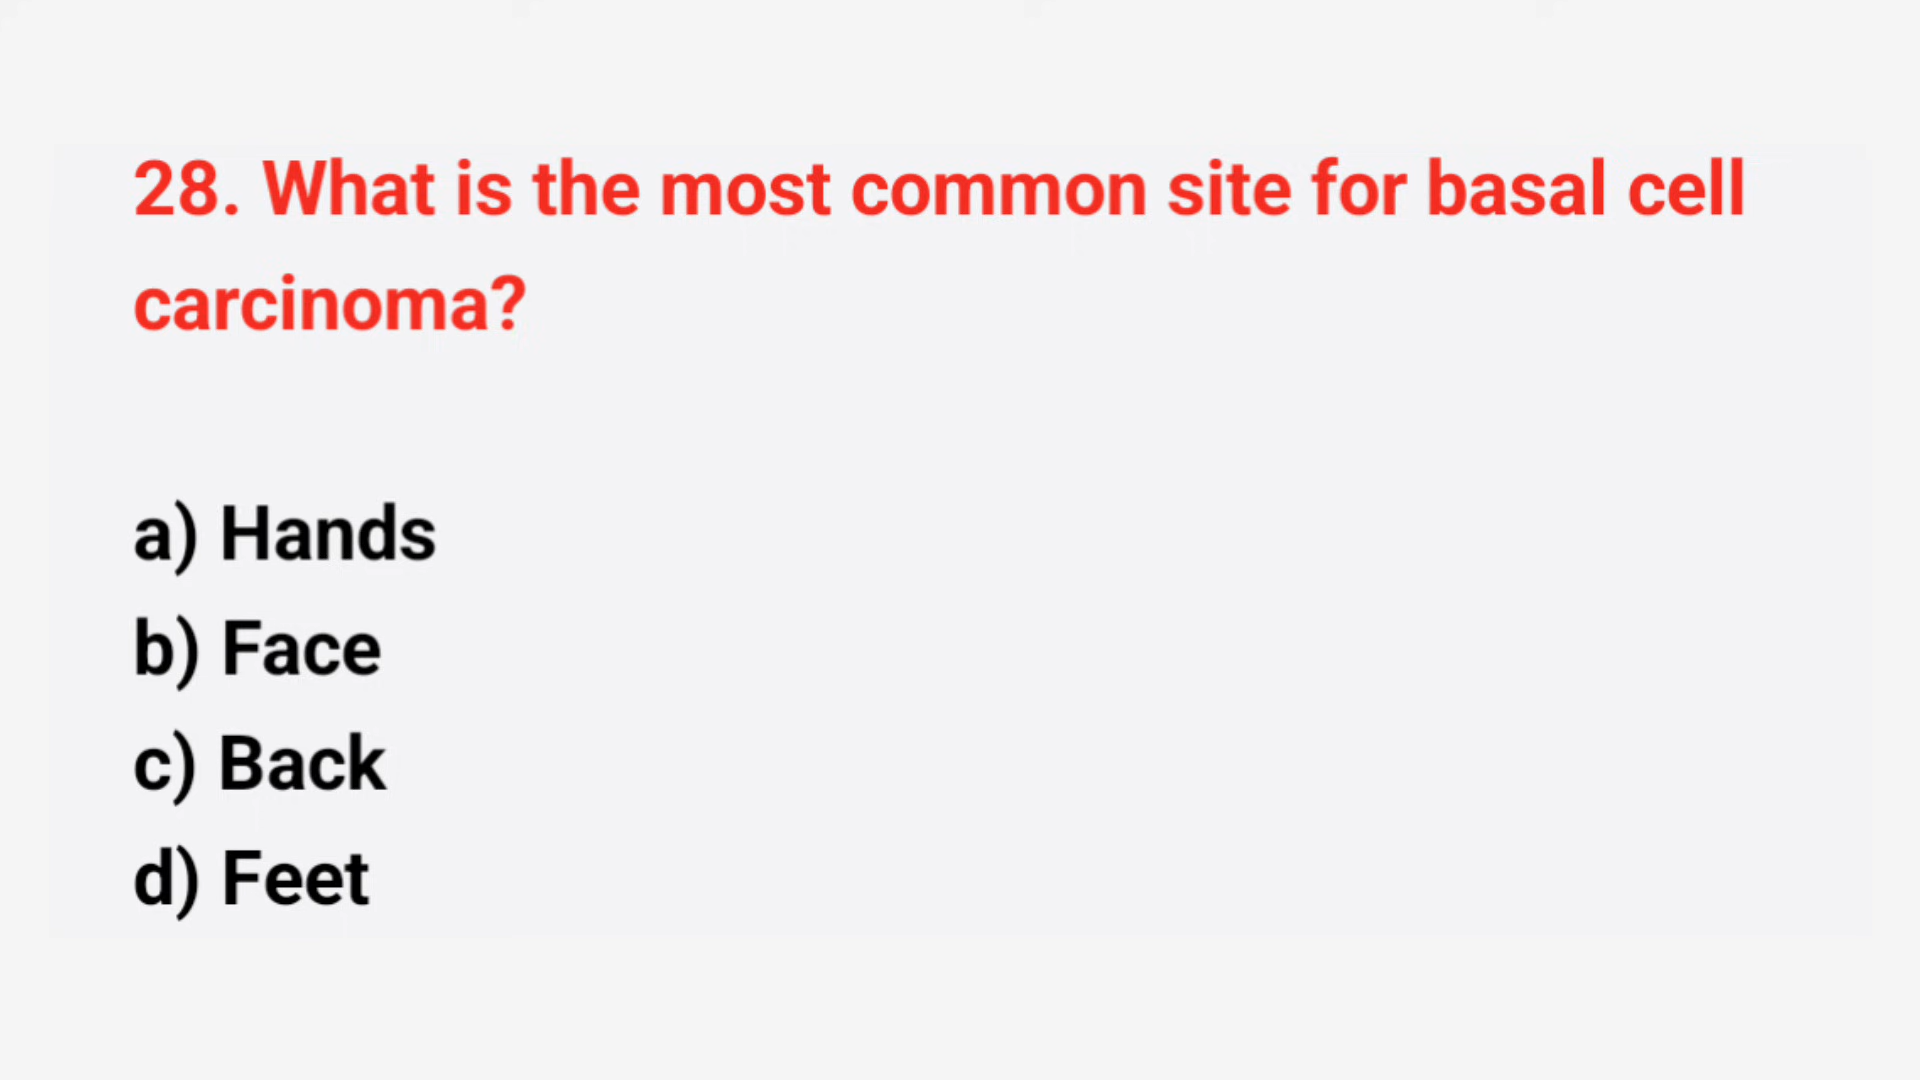 28. What is the most common site for basal cell
carcinoma?
a) Hands
b) Face
c) Back
d) Feet